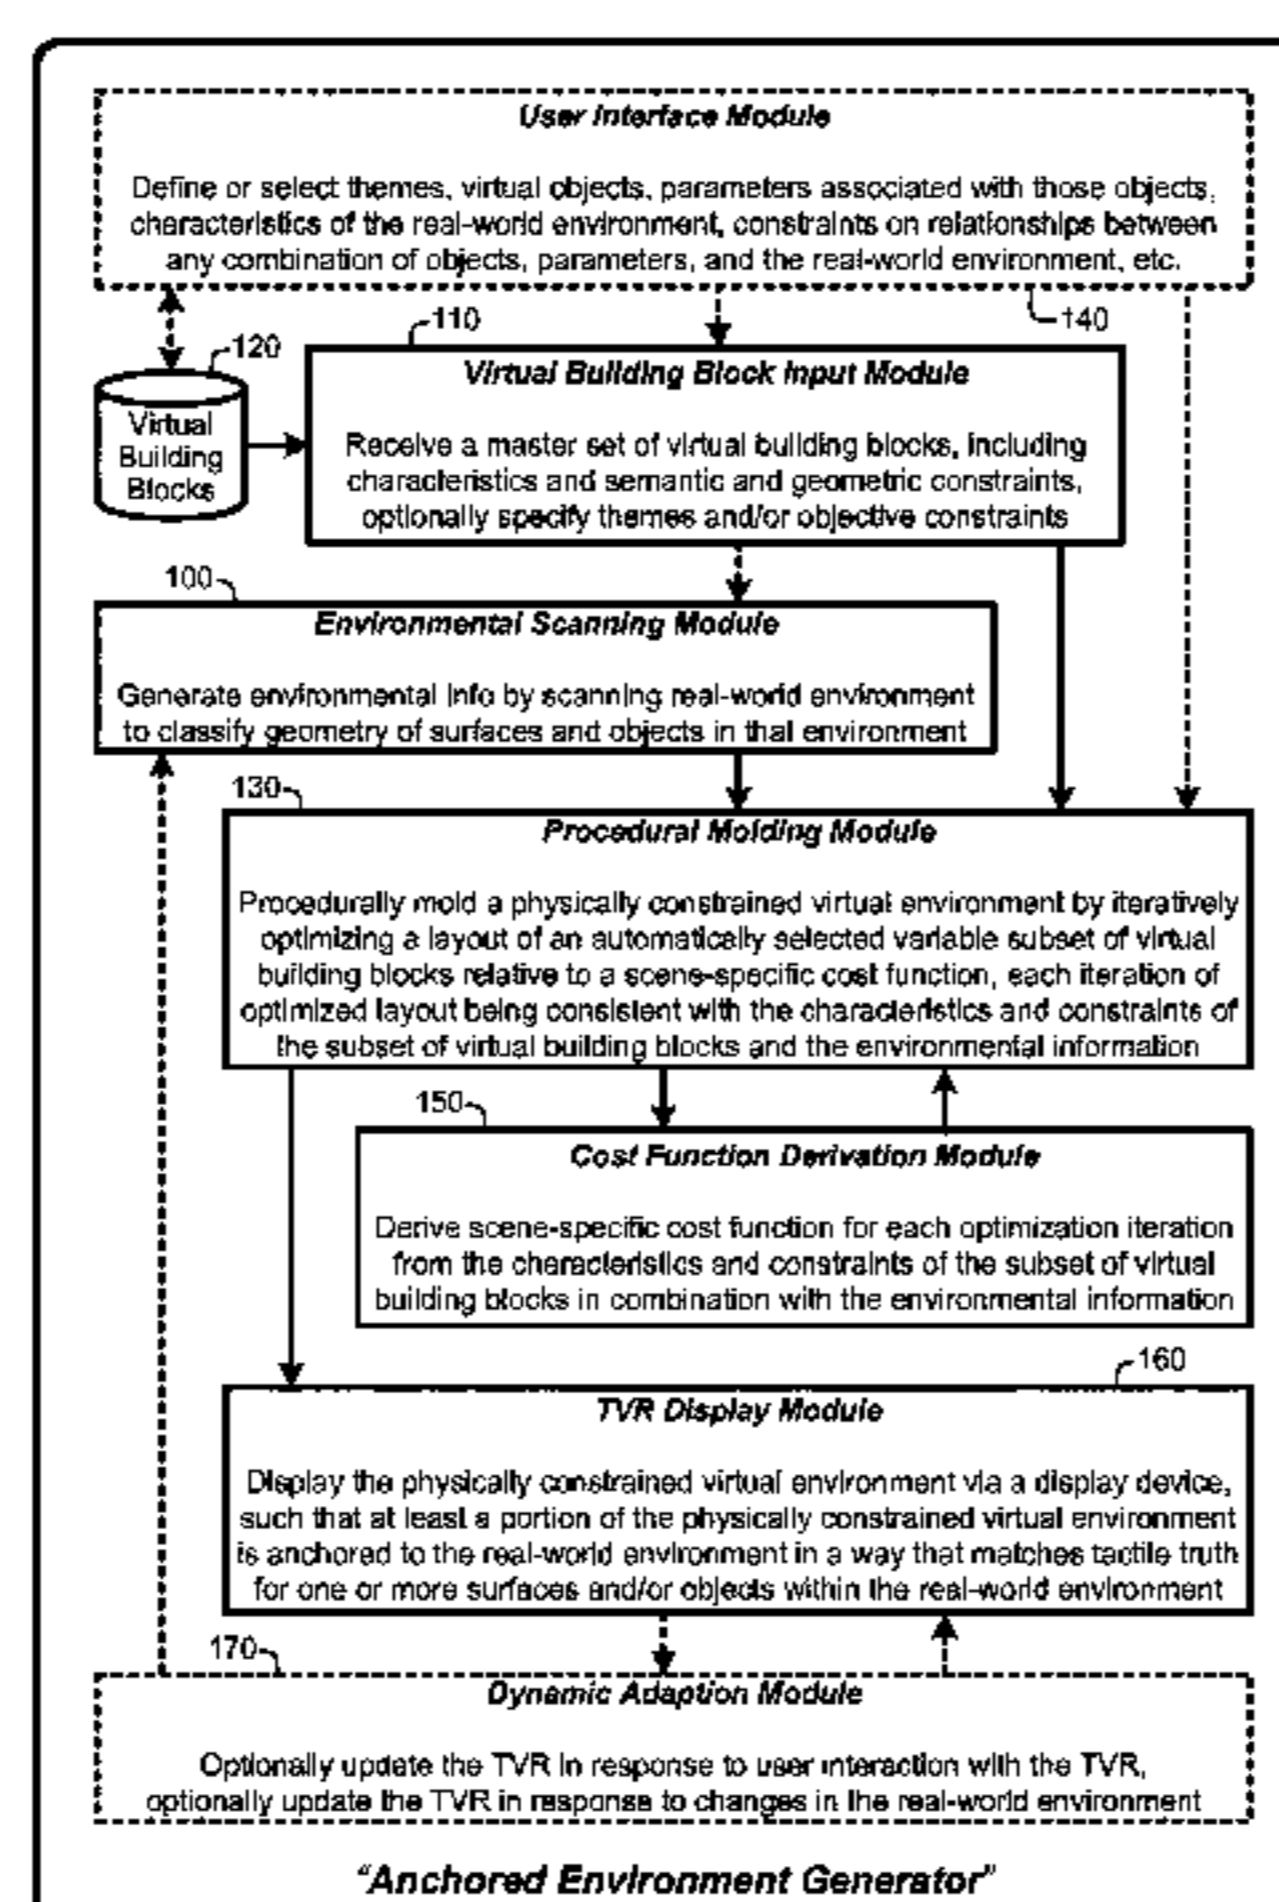 User Interface Module
Define or select themes, virtual objects, parameters associated with those objects,
characteristics of the real-world environment, constraints on relationships between
any combination of objects, parameters, and the real-world environment, etc.
110
140
120
Virtual Building Block Input Module
Virtual
Building
Blocks
Receive a master set of virtual building blocks, including
characteristics and semantic and geometric constraints,
optionally specify themes and/or objective constraints
100
Environmental Scanning Module
Generate environmental info by scanning real-world environment
to classify geometry of surfaces and objects in that environment
130
Procedural Molding Module
Procedurally mold a physically constrained virtual environment by iteratively
optimizing a layout of an automatically selected variable subset of virtual
building blocks relative to a scene-specific cost function, each iteration of
optimized layout being consistent with the characteristics and constraints of
the subset of virtual building blocks and the environmental information
150
Cost Function Derivation Module
Derive scene-specific cost function for each optimization iteration
from the characteristics and constraints of the subset of virtual
building blocks in combination with the environmental information
160
TVR Display Module
Display the physically constrained virtual environment via a display device,
such that at least a portion of the physically constrained virtual environment
is anchored to the real-world environment in a way that matches tactile truth
for one or more surfaces and/or objects within the real-world environment
170
Dynamic Adaption Module
Optionally update the TVR in response to user interaction with the TVR,
optionally update the TVR in response to changes in the real-world environment
"Anchored Environment Generator"